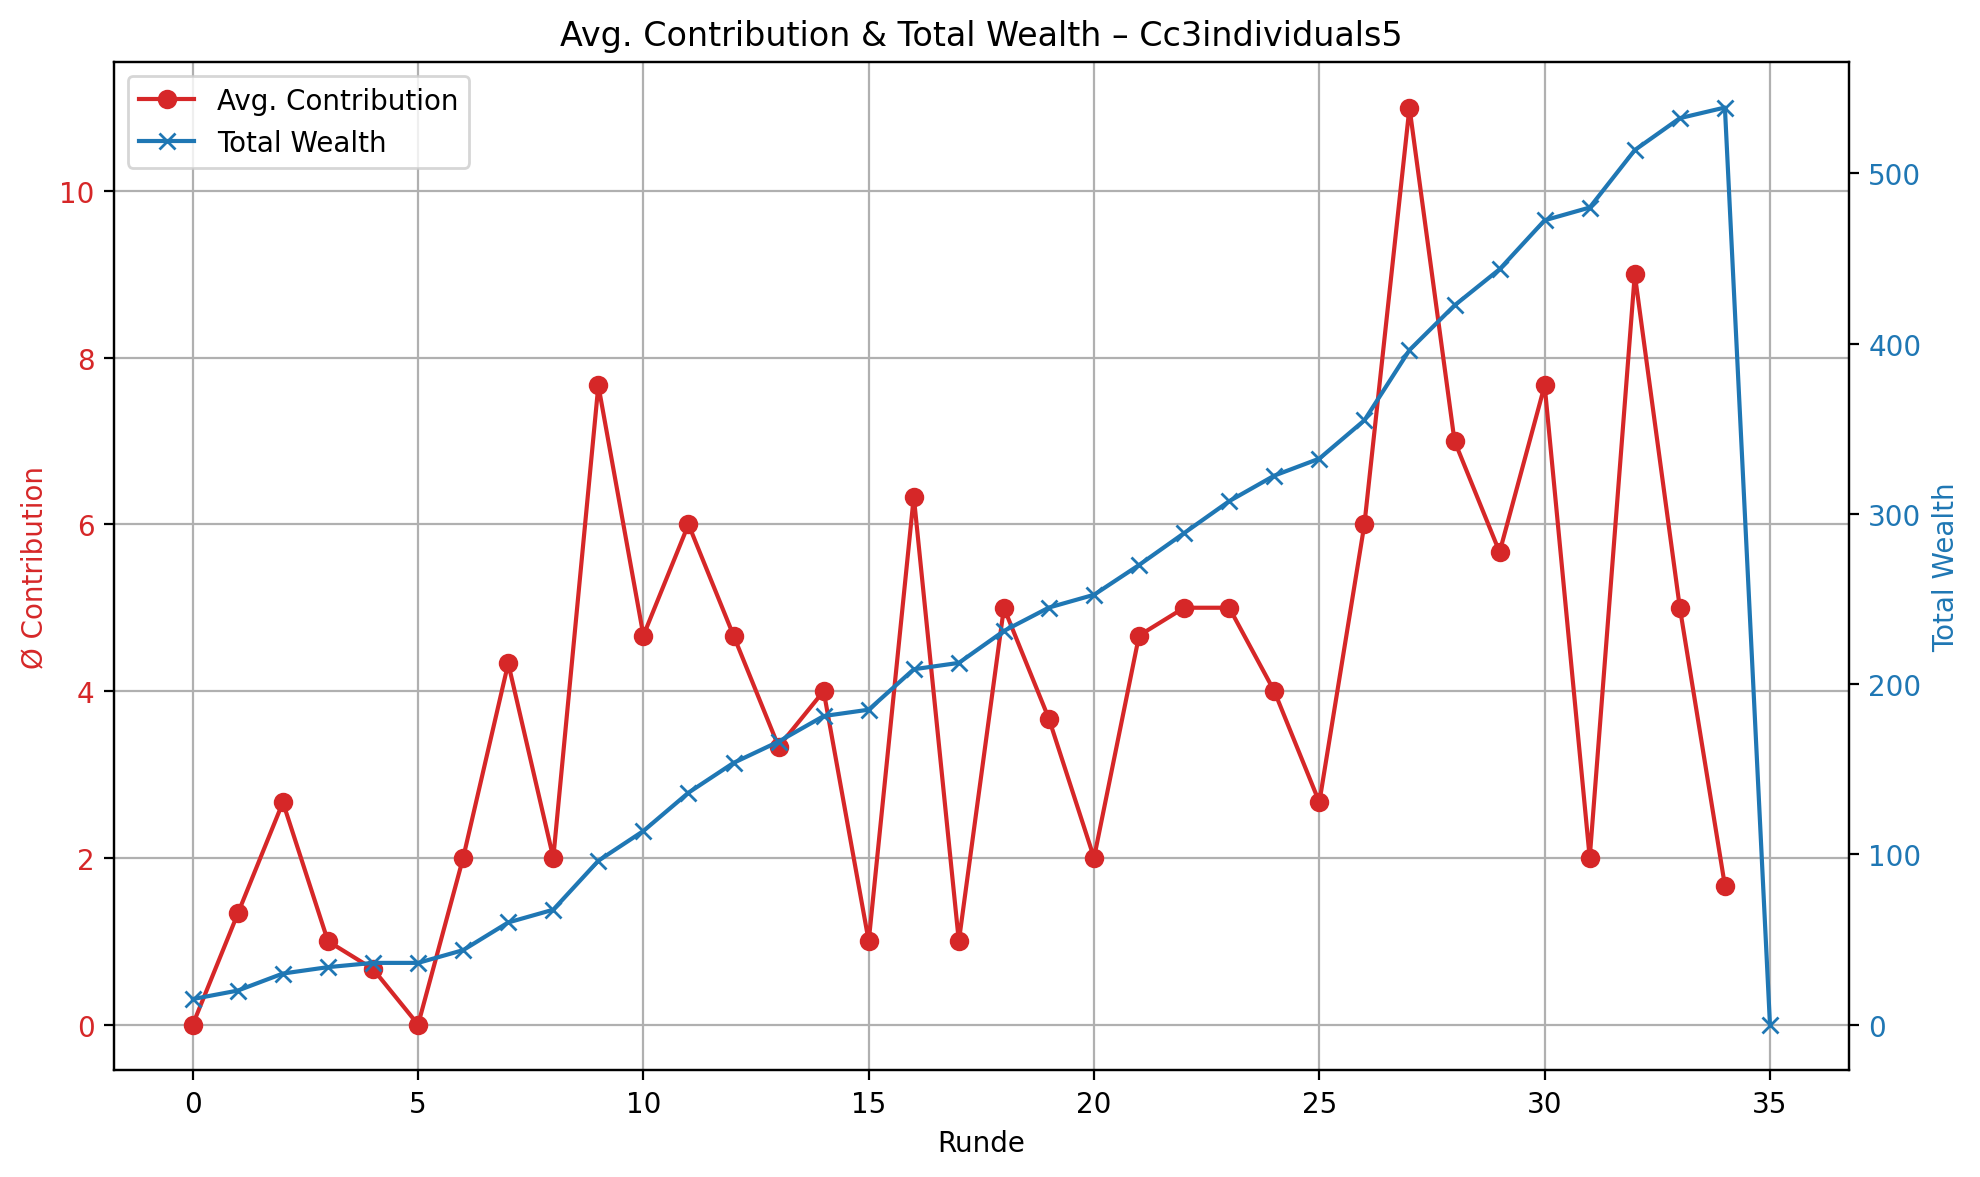 Avg. Contribution & Total Wealth – Cc3individuals5
Avg. Contribution
Total Wealth
10
8
6
4
2
0
Ø Contribution
500
400
300
200
100
0
Total Wealth
0 5 10 15 20 25 30 35
Runde